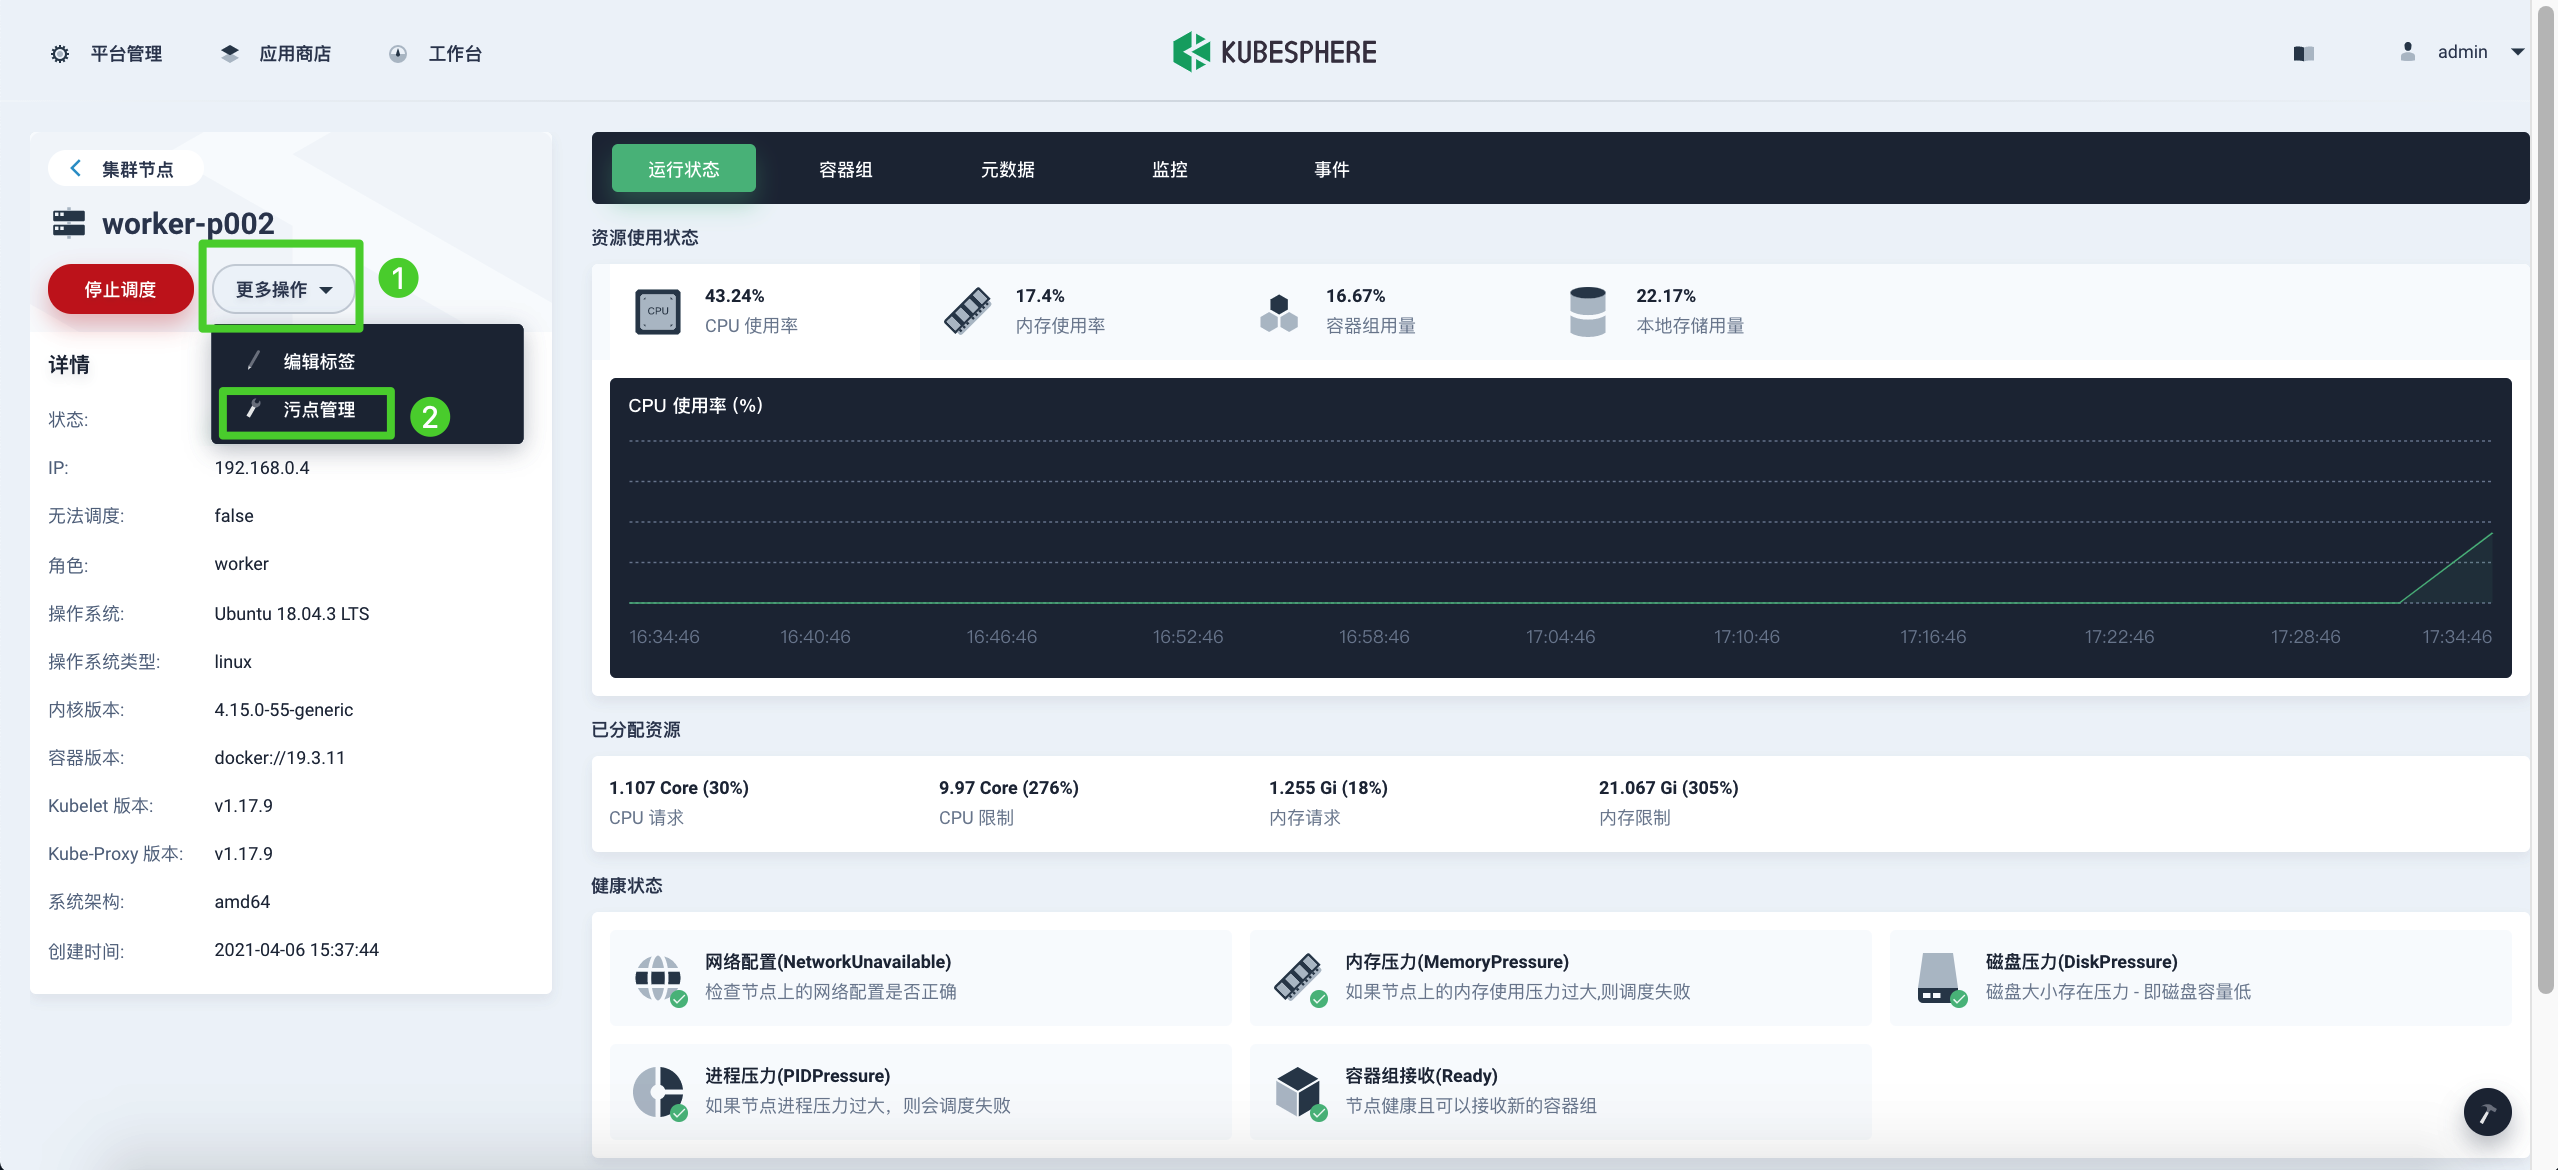 平台管理
应用商店
工作台
KUBESPHERE
admin
集群节点
worker-p002
停止调度
更多操作
1
编辑标签
污点管理
2
详情
状态:
IP: 192.168.0.4
无法调度: false
角色: worker
操作系统: Ubuntu 18.04.3 LTS
操作系统类型: linux
内核版本: 4.15.0-55-generic
容器版本: docker://19.3.11
Kubelet 版本: v1.17.9
Kube-Proxy 版本: v1.17.9
系统架构: amd64
创建时间: 2021-04-06 15:37:44
运行状态 容器组 元数据 监控 事件
资源使用状态
CPU
43.24%
CPU 使用率
17.4%
内存使用率
16.67%
容器组用量
22.17%
本地存储用量
CPU 使用率 (%)
16:34:46 16:40:46 16:46:46 16:52:46 16:58:46 17:04:46 17:10:46 17:16:46 17:22:46 17:28:46 17:34:46
已分配资源
1.107 Core (30%)
CPU 请求
9.97 Core (276%)
CPU 限制
1.255 Gi (18%)
内存请求
21.067 Gi (305%)
内存限制
健康状态
网络配置(NetworkUnavailable)
检查节点上的网络配置是否正确
内存压力(MemoryPressure)
如果节点上的内存使用压力过大,则调度失败
磁盘压力(DiskPressure)
磁盘大小存在压力 - 即磁盘容量低
进程压力(PIDPressure)
如果节点进程压力过大，则会调度失败
容器组接收(Ready)
节点健康且可以接收新的容器组